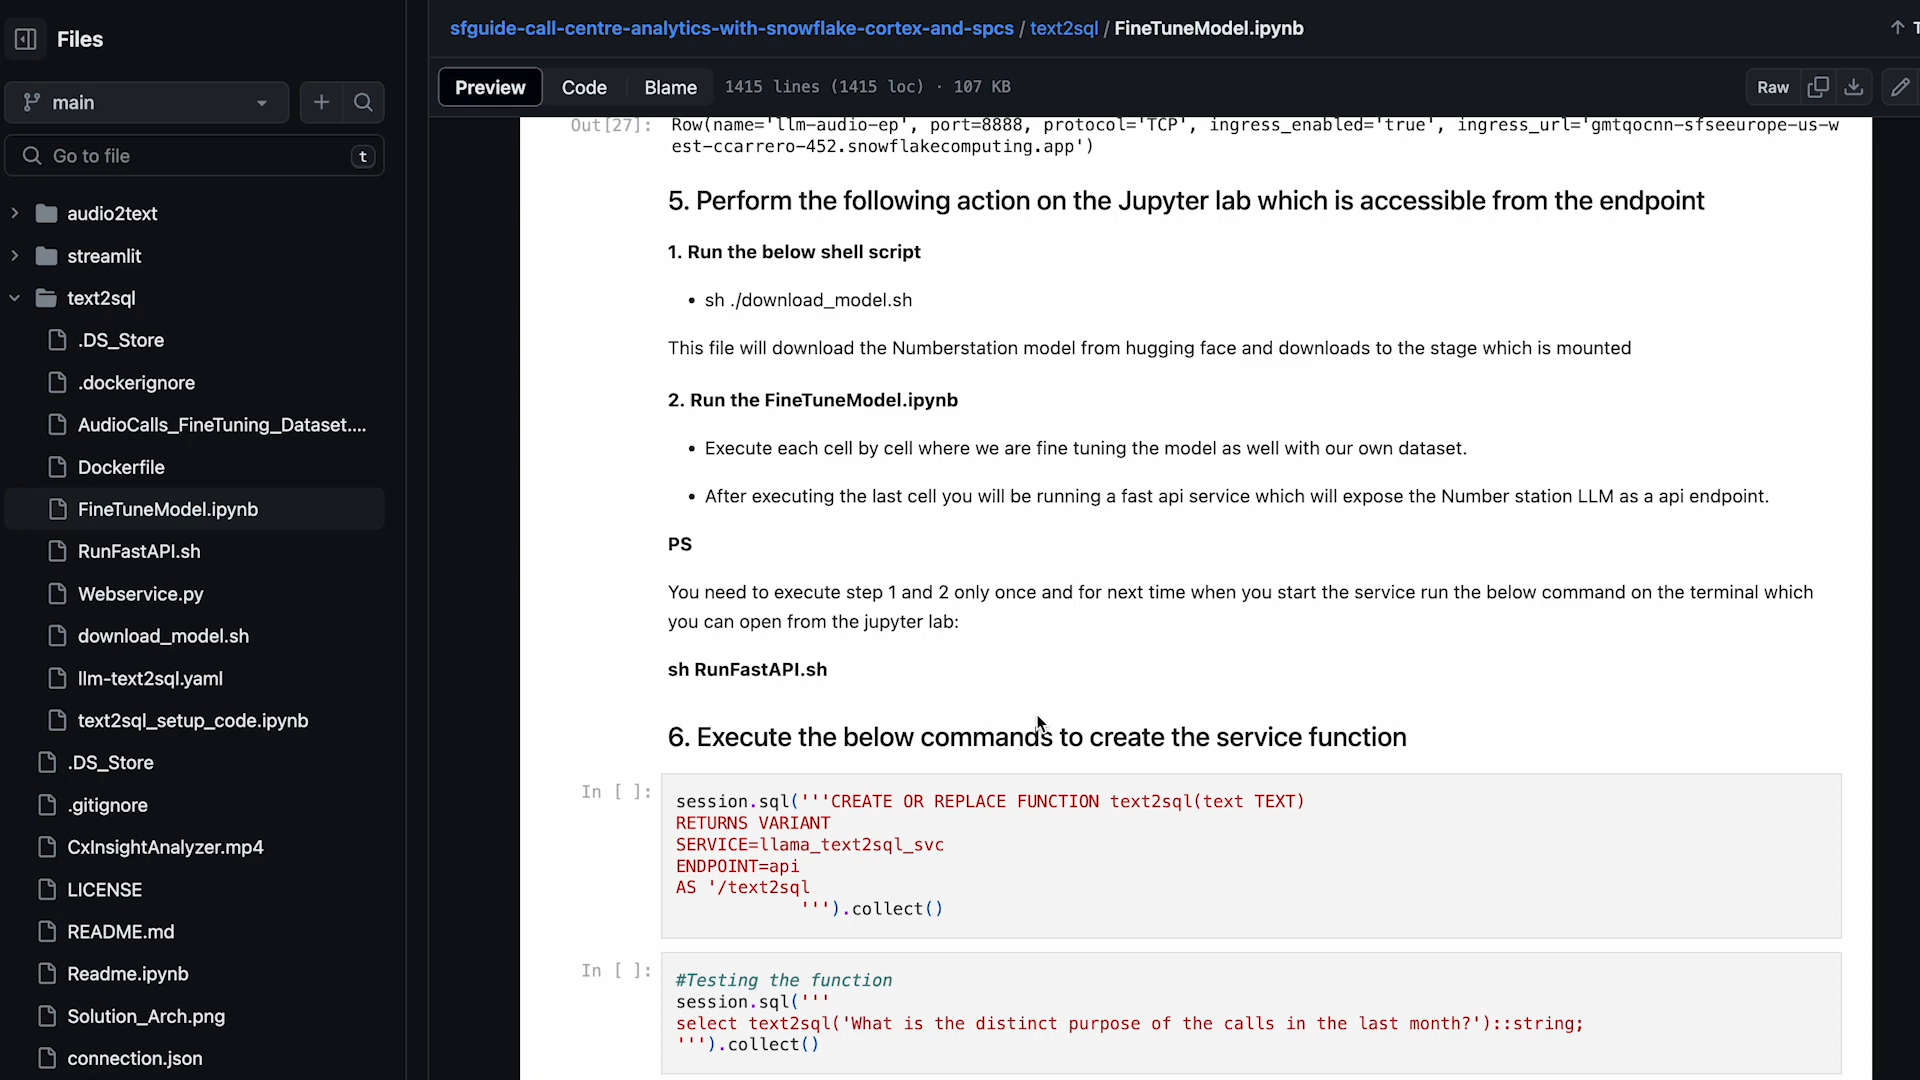 Files
main
Go to file
t
audio2text
streamlit
text2sql
.DS_Store
.dockerignore
AudioCalls_FineTuning_Dataset....
Dockerfile
FineTuneModel.ipynb
RunFastAPI.sh
Webservice.py
download_model.sh
llm-text2sql.yaml
text2sql_setup_code.ipynb
.DS_Store
.gitignore
CxInsightAnalyzer.mp4
LICENSE
README.md
Readme.ipynb
Solution_Arch.png
connection.json
sfguide-call-centre-analytics-with-snowflake-cortex-and-spcs / text2sql / FineTuneModel.ipynb
Preview Code Blame 1415 lines (1415 loc) · 107 KB Raw
Out[27]: Row(name='llm-audio-ep', port=8888, protocol='TCP', ingress_enabled='true', ingress_url='gmtqocnn-sfseeurope-us-w
est-ccarrero-452.snowflakecomputing.app')
5. Perform the following action on the Jupyter lab which is accessible from the endpoint
1. Run the below shell script
• sh ./download_model.sh
This file will download the Numberstation model from hugging face and downloads to the stage which is mounted
2. Run the FineTuneModel.ipynb
• Execute each cell by cell where we are fine tuning the model as well with our own dataset.
• After executing the last cell you will be running a fast api service which will expose the Number station LLM as a api endpoint.
PS
You need to execute step 1 and 2 only once and for next time when you start the service run the below command on the terminal which
you can open from the jupyter lab:
sh RunFastAPI.sh
6. Execute the below commands to create the service function
In [ ]: session.sql('''CREATE OR REPLACE FUNCTION text2sql(text TEXT)
RETURNS VARIANT
SERVICE=llama_text2sql_svc
ENDPOINT=api
AS '/text2sql
''').collect()
In [ ]: #Testing the function
session.sql('''
select text2sql('What is the distinct purpose of the calls in the last month?')::string;
''').collect()